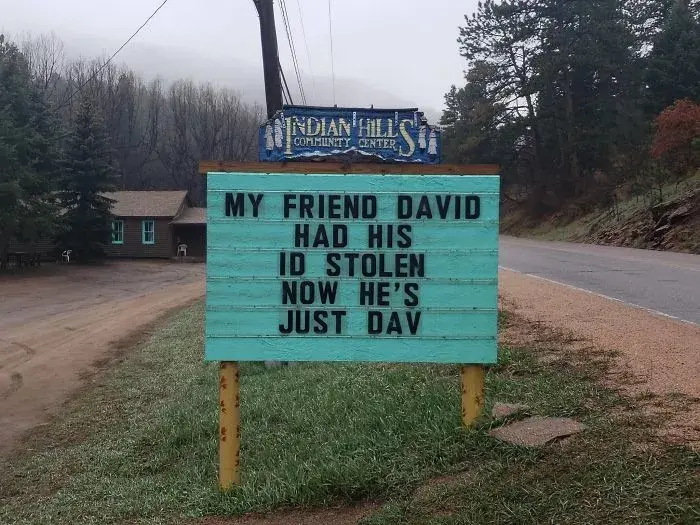 INDIAN HILLS
COMMUNITY CENTER
MY FRIEND DAVID
HAD HIS
ID STOLEN
NOW HE'S
JUST DAV